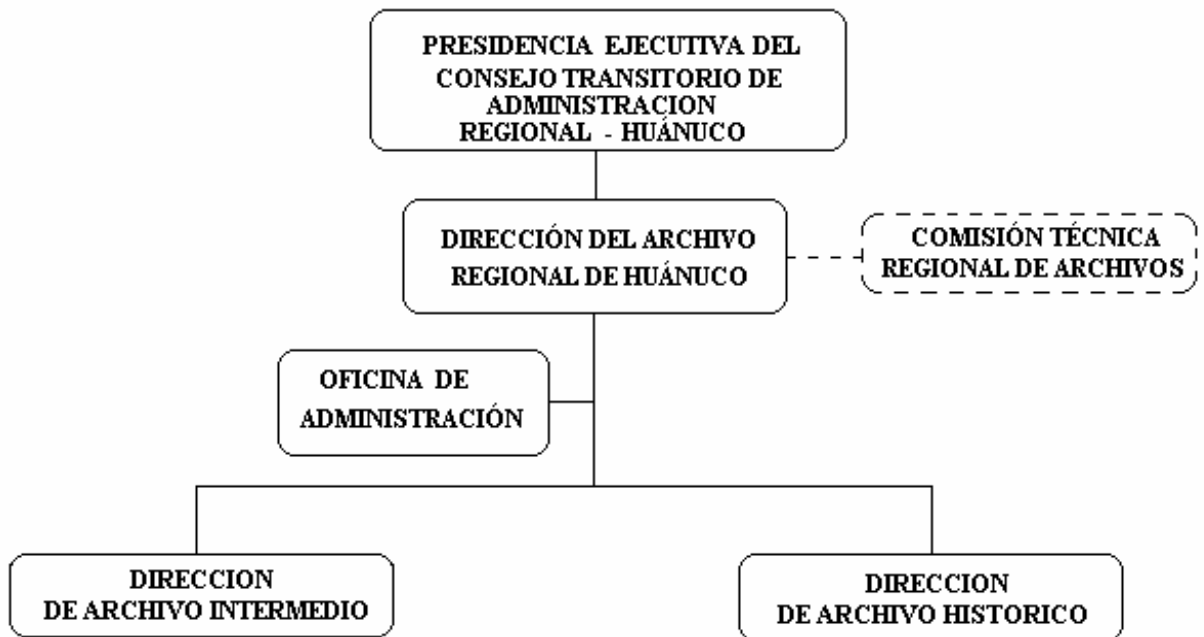 PRESIDENCIA EJECUTIVA DEL
CONSEJO TRANSITORIO DE
ADMINISTRACION
REGIONAL - HUÁNUCO
DIRECCIÓN DEL ARCHIVO
REGIONAL DE HUÁNUCO
COMISIÓN TÉCNICA
REGIONAL DE ARCHIVOS
OFICINA DE
ADMINISTRACIÓN
DIRECCION
DE ARCHIVO INTERMEDIO
DIRECCION
DE ARCHIVO HISTORICO